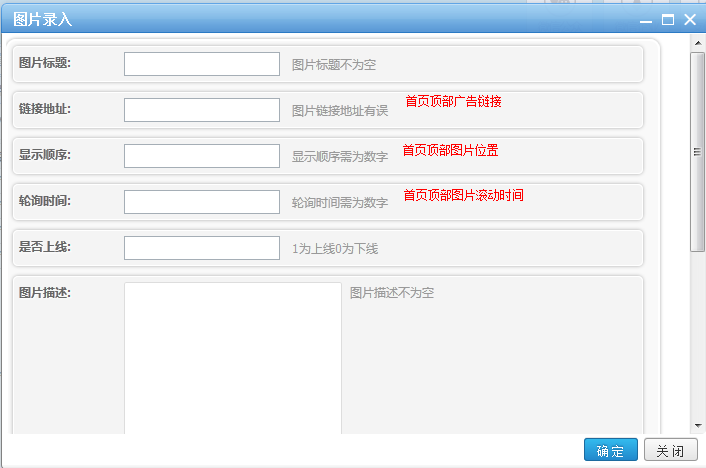 图片录入
图片标题: 图片标题不为空
链接地址: 图片链接地址有误 首页顶部广告链接
显示顺序: 显示顺序需为数字 首页顶部图片位置
轮询时间: 轮询时间需为数字 首页顶部图片滚动时间
是否上线: 1为上线0为下线
图片描述: 图片描述不为空
确定 关闭